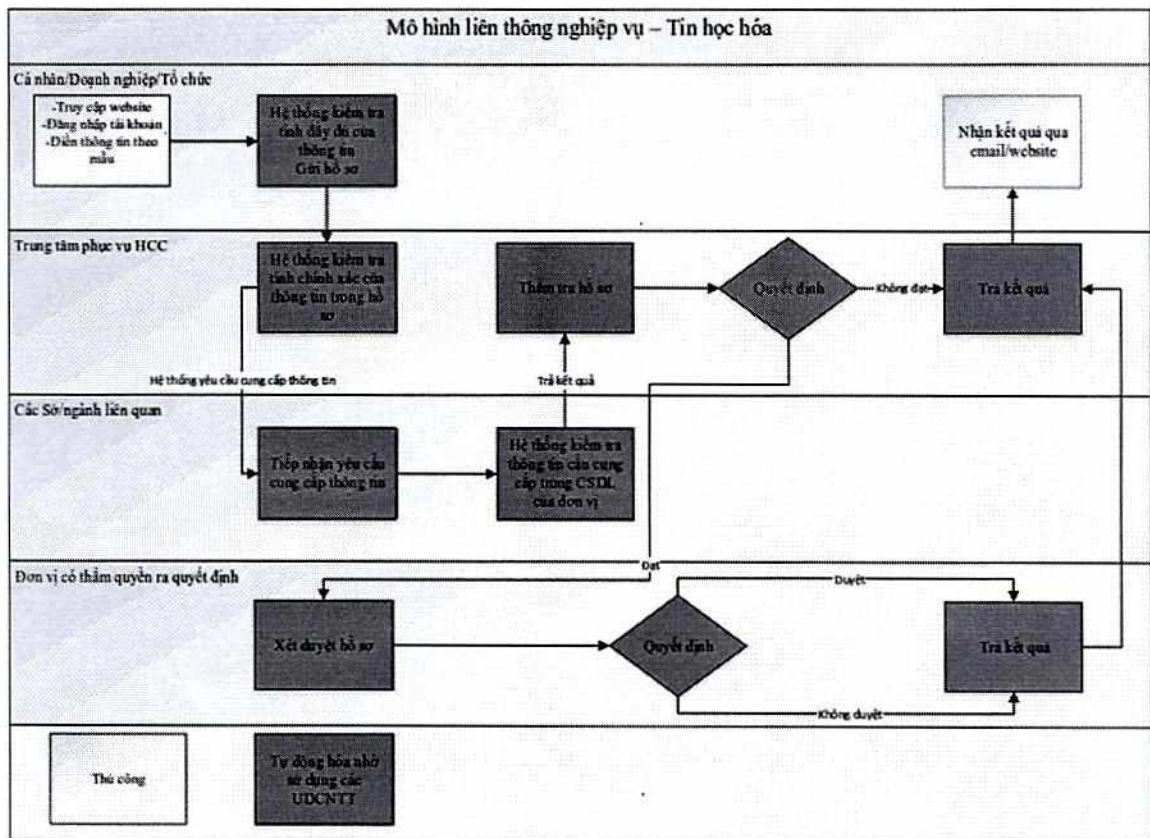 Mô hình liên thông nghiệp vụ – Tin học hóa
Cá nhân/Doanh nghiệp/Tổ chức
-Truy cập website
-Đăng nhập tài khoản
-Điền thông tin theo
mẫu
Hệ thống kiểm tra
tính đầy đủ của
thông tin
Gửi hồ sơ
Nhận kết quả qua
email/website
Trung tâm phục vụ HCC
Hệ thống kiểm tra
tính chính xác của
thông tin trong hồ
sơ
Thẩm tra hồ sơ
Quyết định
Không đạt
Trả kết quả
Hệ thống yêu cầu cung cấp thông tin
Trả kết quả
Các Sở/ngành liên quan
Tiếp nhận yêu cầu
cung cấp thông tin
Hệ thống kiểm tra
thông tin cần cung
cấp trong CSDL
của đơn vị
Đạt
Đơn vị có thẩm quyền ra quyết định
Xét duyệt hồ sơ
Quyết định
Duyệt
Trả kết quả
Không duyệt
Thủ công
Tự động hóa nhờ
sử dụng các
UDCNTT